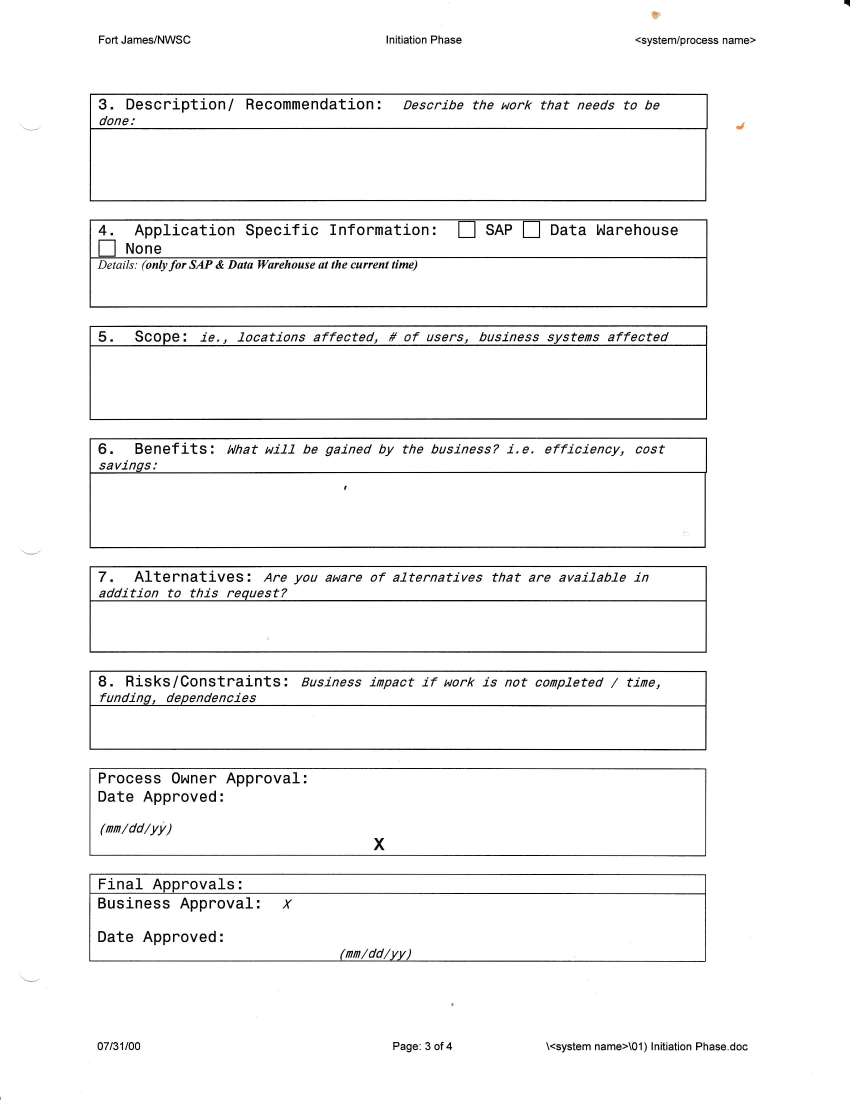 Fort James/NWSC Initiation Phase <system/process name>
3. Description/ Recommendation: Describe the work that needs to be
done:
4. Application Specific Information: ☐ SAP ☐ Data Warehouse
☐ None
Details: (only for SAP & Data Warehouse at the current time)
5. Scope: ie., locations affected, # of users, business systems affected
6. Benefits: What will be gained by the business? i.e. efficiency, cost
savings:
7. Alternatives: Are you aware of alternatives that are available in
addition to this request?
8. Risks/Constraints: Business impact if work is not completed / time,
funding, dependencies
Process Owner Approval:
Date Approved:
(mm/dd/yy)
X
Final Approvals:
Business Approval: X
Date Approved:
(mm/dd/yy)
07/31/00 Page: 3 of 4 \<system name>\01) Initiation Phase.doc